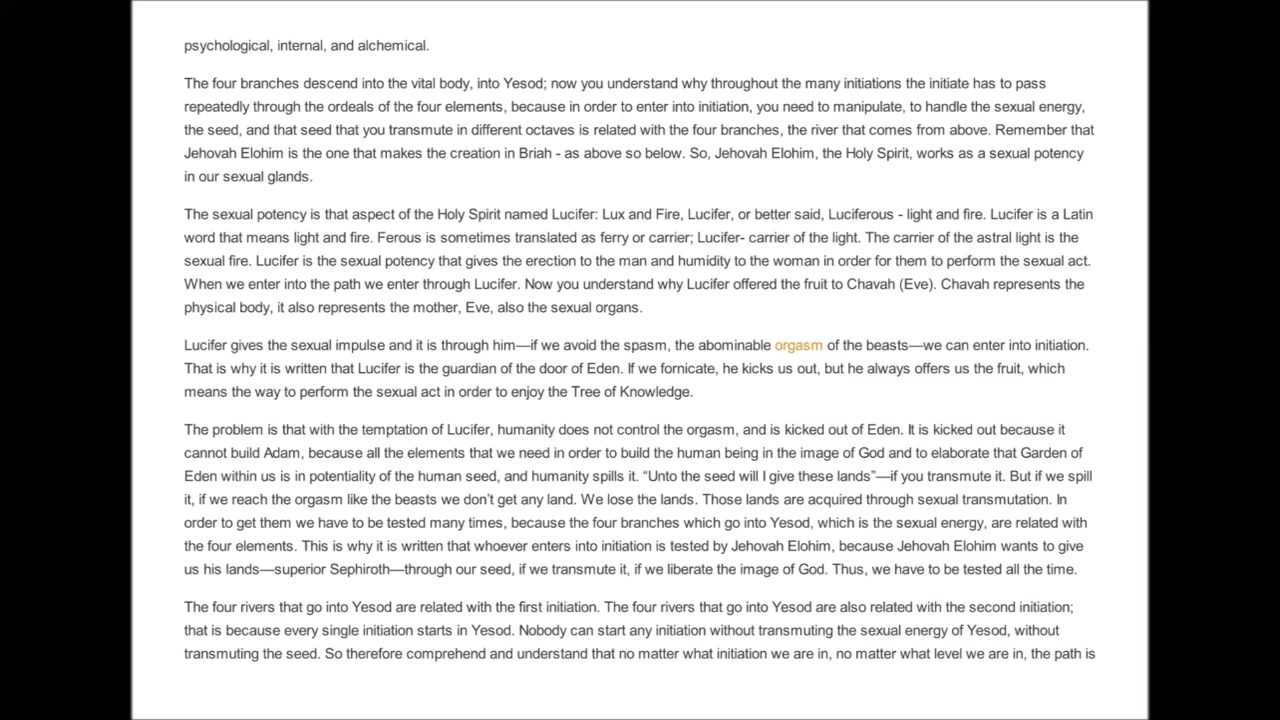 psychological, internal, and alchemical.
The four branches descend into the vital body, into Yesod; now you understand why throughout the many initiations the initiate has to pass
repeatedly through the ordeals of the four elements, because in order to enter into initiation, you need to manipulate, to handle the sexual energy,
the seed, and that seed that you transmute in different octaves is related with the four branches, the river that comes from above. Remember that
Jehovah Elohim is the one that makes the creation in Briah - as above so below. So, Jehovah Elohim, the Holy Spirit, works as a sexual potency
in our sexual glands.
The sexual potency is that aspect of the Holy Spirit named Lucifer: Lux and Fire, Lucifer, or better said, Luciferous - light and fire. Lucifer is a Latin
word that means light and fire. Ferous is sometimes translated as ferry or carrier; Lucifer- carrier of the light. The carrier of the astral light is the
sexual fire. Lucifer is the sexual potency that gives the erection to the man and humidity to the woman in order for them to perform the sexual act.
When we enter into the path we enter through Lucifer. Now you understand why Lucifer offered the fruit to Chavah (Eve). Chavah represents the
physical body, it also represents the mother, Eve, also the sexual organs.
Lucifer gives the sexual impulse and it is through him—if we avoid the spasm, the abominable orgasm of the beasts—we can enter into initiation.
That is why it is written that Lucifer is the guardian of the door of Eden. If we fornicate, he kicks us out, but he always offers us the fruit, which
means the way to perform the sexual act in order to enjoy the Tree of Knowledge.
The problem is that with the temptation of Lucifer, humanity does not control the orgasm, and is kicked out of Eden. It is kicked out because it
cannot build Adam, because all the elements that we need in order to build the human being in the image of God and to elaborate that Garden of
Eden within us is in potentiality of the human seed, and humanity spills it. “Unto the seed will I give these lands”—if you transmute it. But if we spill
it, if we reach the orgasm like the beasts we don’t get any land. We lose the lands. Those lands are acquired through sexual transmutation. In
order to get them we have to be tested many times, because the four branches which go into Yesod, which is the sexual energy, are related with
the four elements. This is why it is written that whoever enters into initiation is tested by Jehovah Elohim, because Jehovah Elohim wants to give
us his lands—superior Sephiroth—through our seed, if we transmute it, if we liberate the image of God. Thus, we have to be tested all the time.
The four rivers that go into Yesod are related with the first initiation. The four rivers that go into Yesod are also related with the second initiation;
that is because every single initiation starts in Yesod. Nobody can start any initiation without transmuting the sexual energy of Yesod, without
transmuting the seed. So therefore comprehend and understand that no matter what initiation we are in, no matter what level we are in, the path is